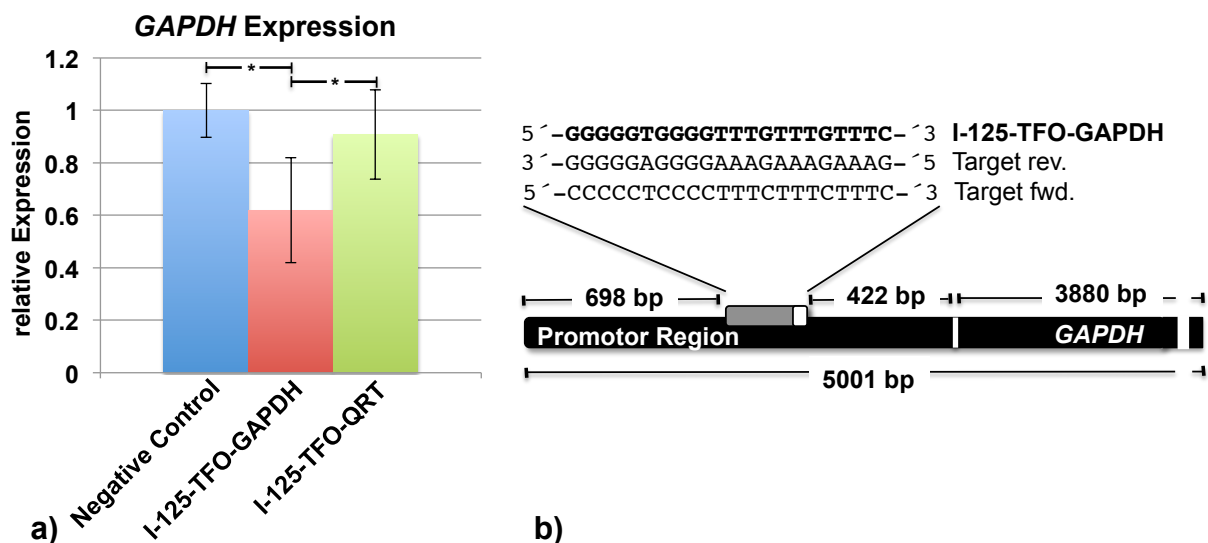 GAPDH Expression
relative Expression
1.2
1
0.8
0.6
0.4
0.2
0
*
*
Negative Control
I-125-TFO-GAPDH
I-125-TFO-QRT
a)
5´-GGGGGTGGGGTTTGTTTGTTTC-´3 I-125-TFO-GAPDH
3´-GGGGGAGGGGAAAGAAAGAAAG-´5 Target rev.
5´-CCCCCTCCCCTTTCTTTCTTTC-´3 Target fwd.
698 bp 422 bp 3880 bp
Promotor Region GAPDH
5001 bp
b)